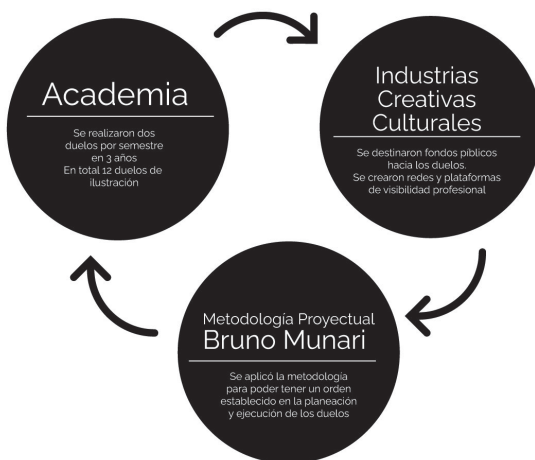 Academia
Se realizaron dos
duelos por semestre
en 3 años
En total 12 duelos de
ilustración
Industrias
Creativas
Culturales
Se destinaron fondos píblicos
hacia los duelos.
Se crearon redes y plataformas
de visibilidad profesional
Metodología Proyectual
Bruno Munari
Se aplicó la metodología
para poder tener un orden
establecido en la planeación
y ejecución de los duelos